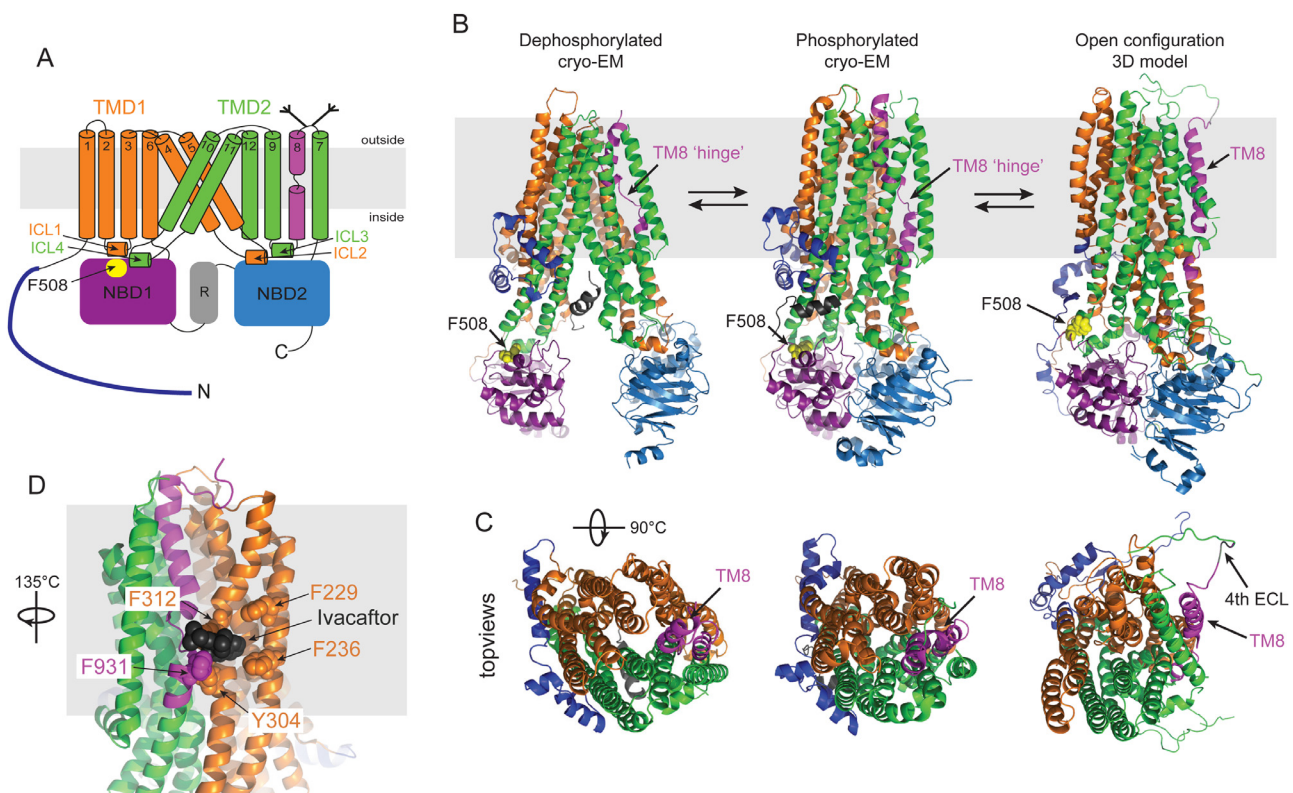 A
TMD1
TMD2
1
2
3
6
4
5
10
11
12
9
8
7
outside
inside
ICL1
ICL4
ICL3
ICL2
F508
NBD1
R
NBD2
C
N
B
Dephosphorylated
cryo-EM
Phosphorylated
cryo-EM
Open configuration
3D model
TM8 'hinge'
TM8 'hinge'
TM8
F508
F508
F508
C
90°C
topviews
TM8
TM8
4th ECL
TM8
D
135°C
F312
F229
Ivacaftor
F236
F931
Y304